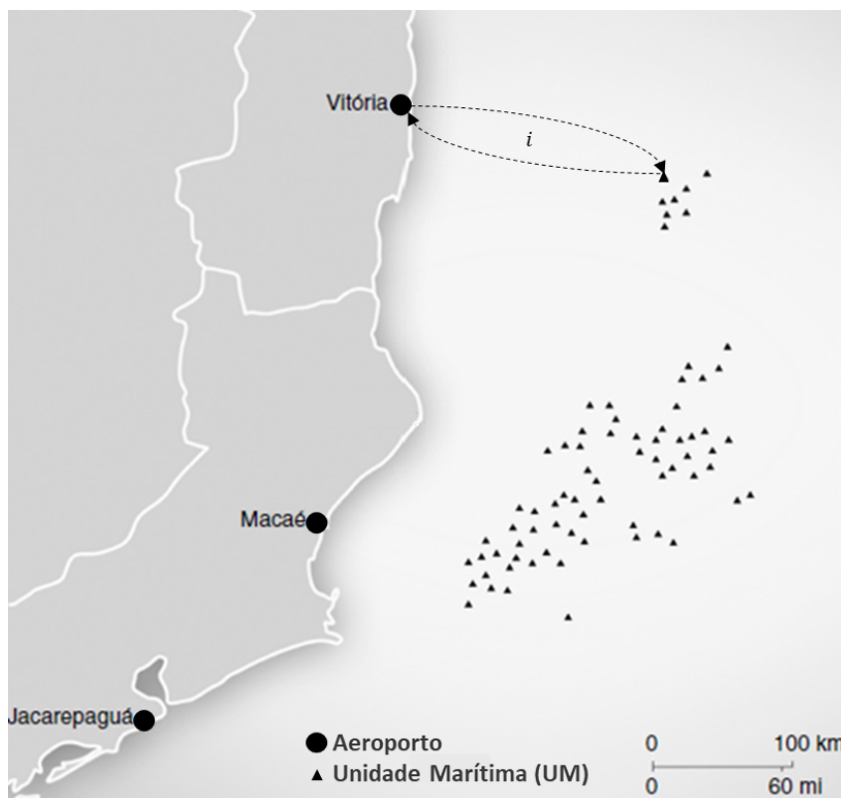 Vitória
i
Macaé
Jacarepaguá
Aeroporto
Unidade Marítima (UM)
0 100 km
0 60 mi